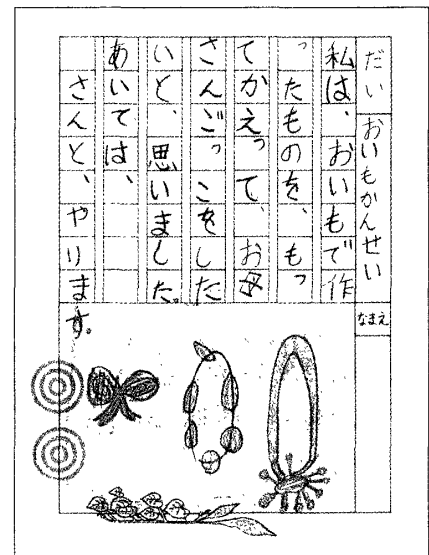 だい おいもかんせい
なまえ
私は、おいもで作
ったものを、もっ
てかえって、お母
さんごっこをした
いと、思いました。
あいては、
さんと、やります。